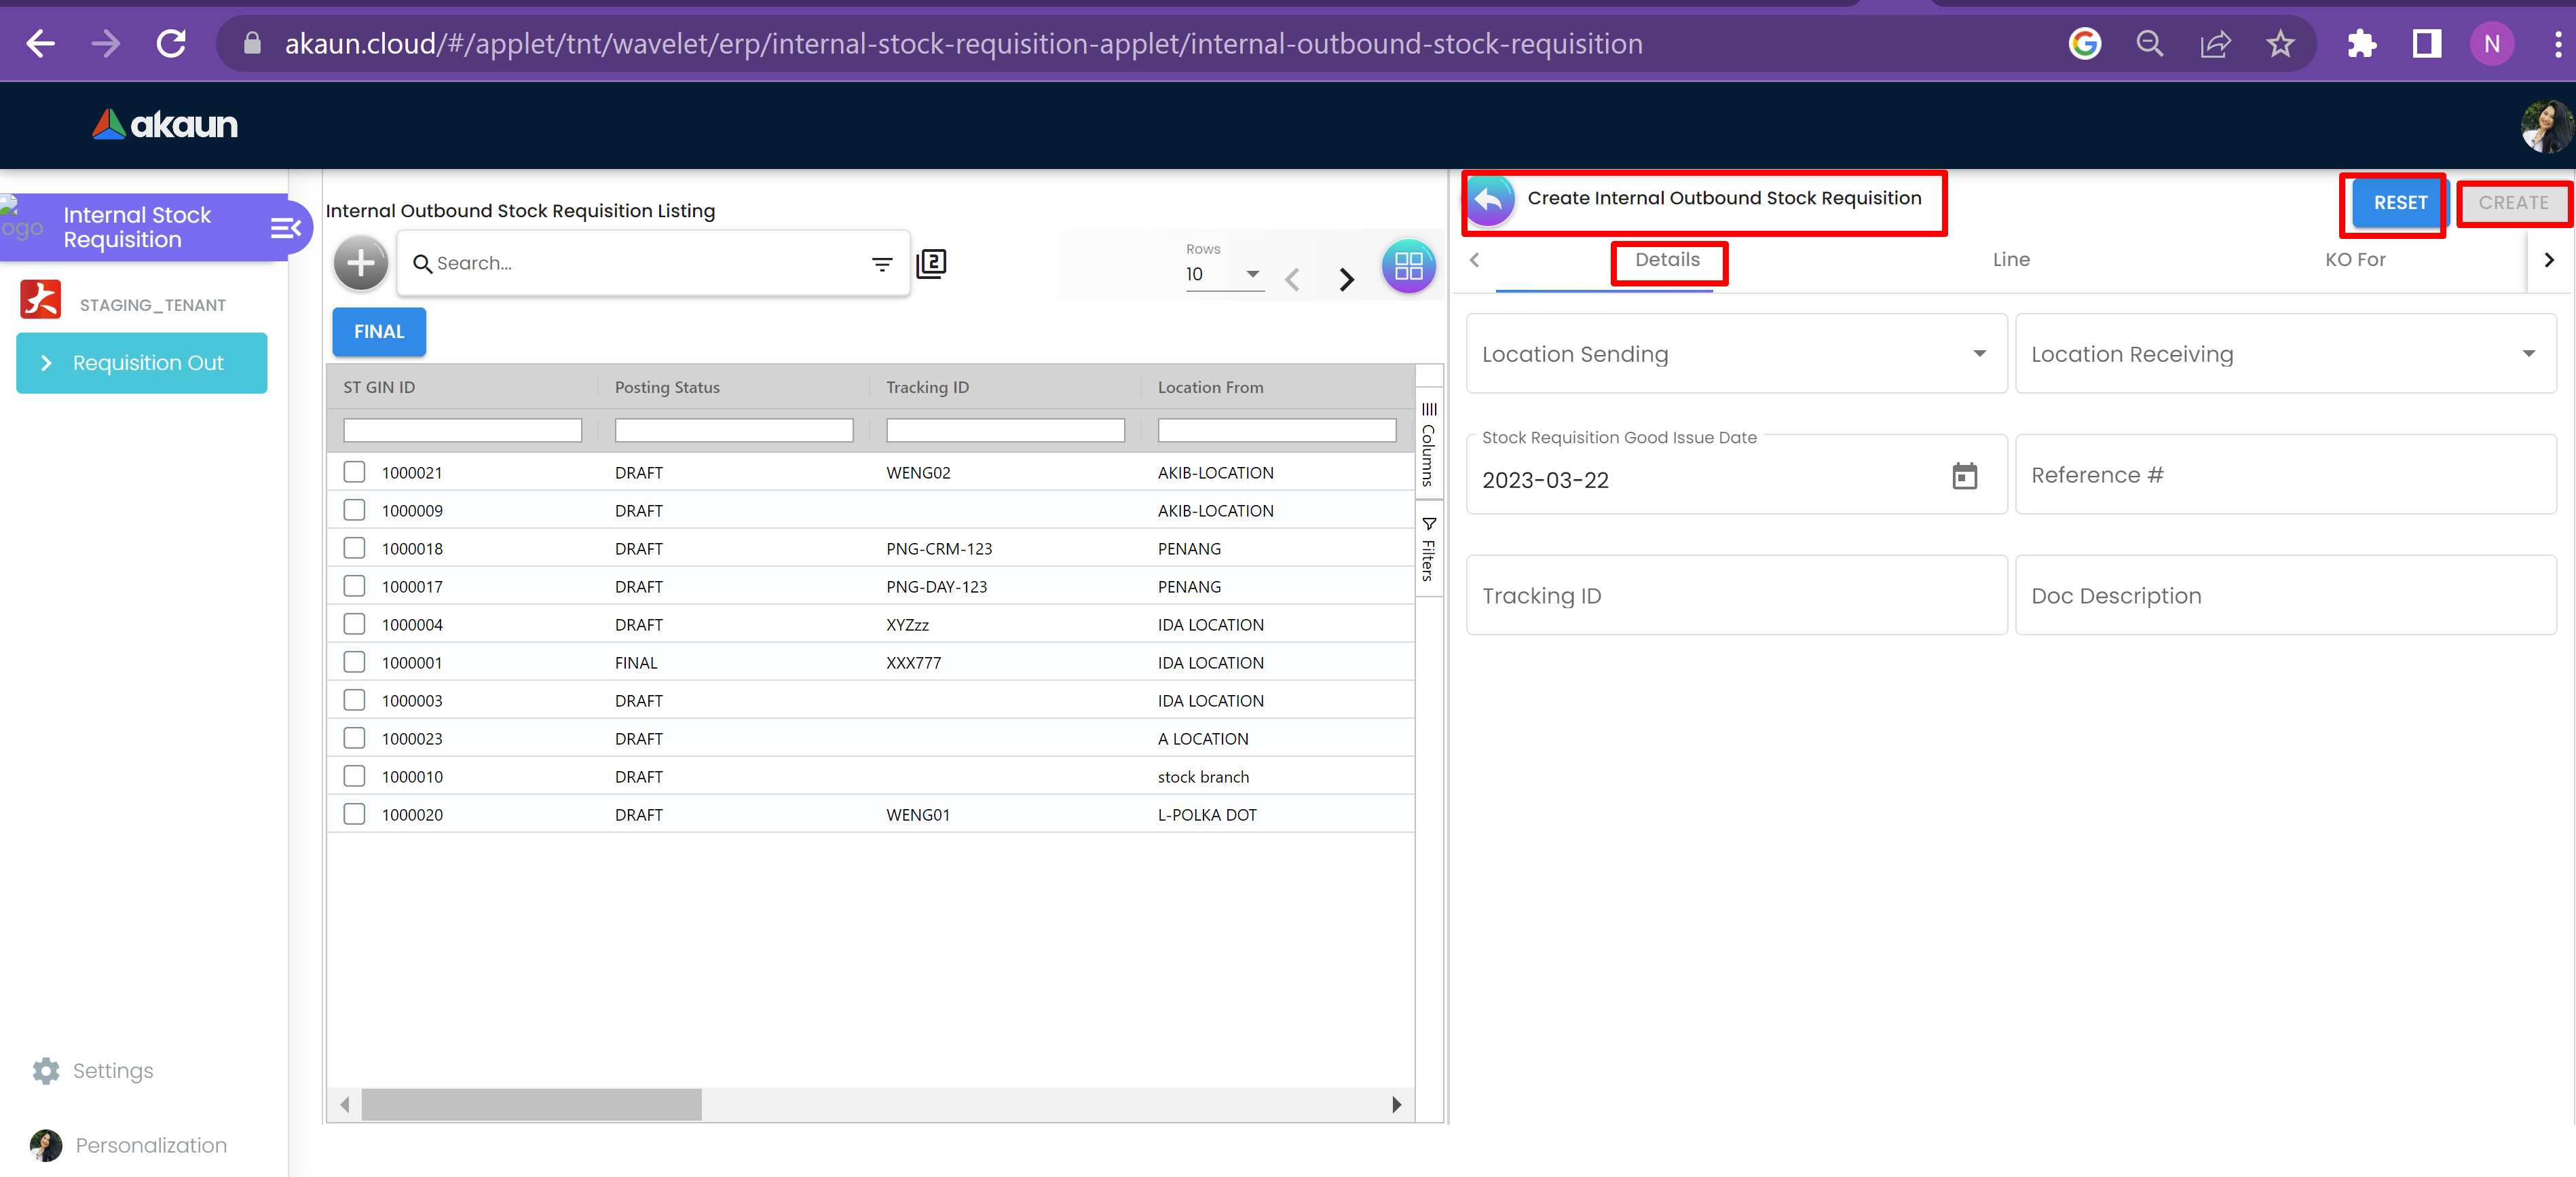 akaun.cloud/#/applet/tnt/wavelet/erp/internal-stock-requisition-applet/internal-outbound-stock-requisition
N
akaun
ogo
Internal Stock
Requisition
STAGING_TENANT
Requisition Out
Settings
Personalization
Internal Outbound Stock Requisition Listing
Search...
2
Rows
10
FINAL
ST GIN ID Posting Status Tracking ID Location From
1000021 DRAFT WENG02 AKIB-LOCATION
1000009 DRAFT AKIB-LOCATION
1000018 DRAFT PNG-CRM-123 PENANG
1000017 DRAFT PNG-DAY-123 PENANG
1000004 DRAFT XYZzz IDA LOCATION
1000001 FINAL XXX777 IDA LOCATION
1000003 DRAFT IDA LOCATION
1000023 DRAFT A LOCATION
1000010 DRAFT stock branch
1000020 DRAFT WENG01 L-POLKA DOT
Columns
Filters
Create Internal Outbound Stock Requisition
RESET
CREATE
Details Line KO For
Location Sending Location Receiving
Stock Requisition Good Issue Date
2023-03-22
Reference #
Tracking ID Doc Description